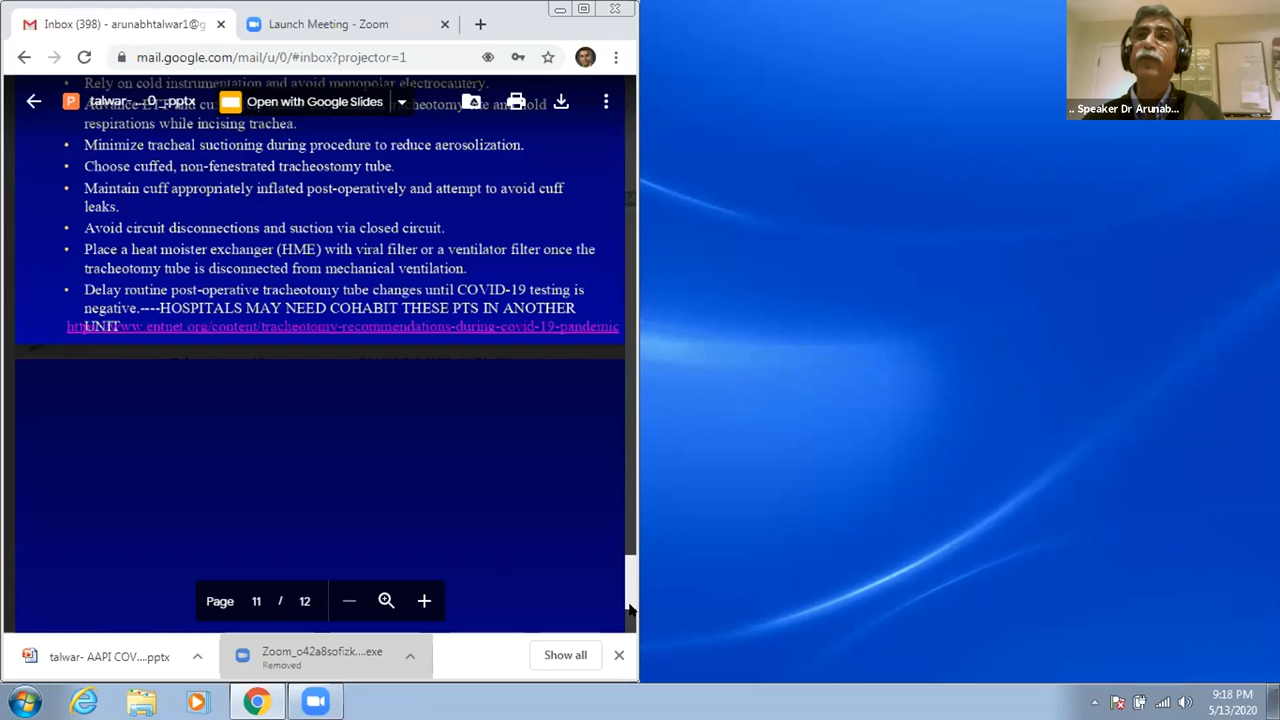 Inbox (398) - arunabhtalwar1@g
Launch Meeting - Zoom
mail.google.com/mail/u/0/#inbox?projector=1
Rely on cold instrumentation and avoid monopolar electrocautery.
talwar- ...0_.pptx
Open with Google Slides
respirations while incising trachea.
• Minimize tracheal suctioning during procedure to reduce aerosolization.
• Choose cuffed, non-fenestrated tracheostomy tube.
• Maintain cuff appropriately inflated post-operatively and attempt to avoid cuff
leaks.
• Avoid circuit disconnections and suction via closed circuit.
• Place a heat moister exchanger (HME) with viral filter or a ventilator filter once the
tracheotomy tube is disconnected from mechanical ventilation.
• Delay routine post-operative tracheotomy tube changes until COVID-19 testing is
negative.----HOSPITALS MAY NEED COHABIT THESE PTS IN ANOTHER
UNIT
entnet.org/content/tracheotomy-recommendations-during-covid-19-pandemic
Page 11 / 12
talwar- AAPI COV....pptx
Zoom_o42a8sofizk....exe
Removed
Show all
.. Speaker Dr Arunab...
9:18 PM
5/13/2020